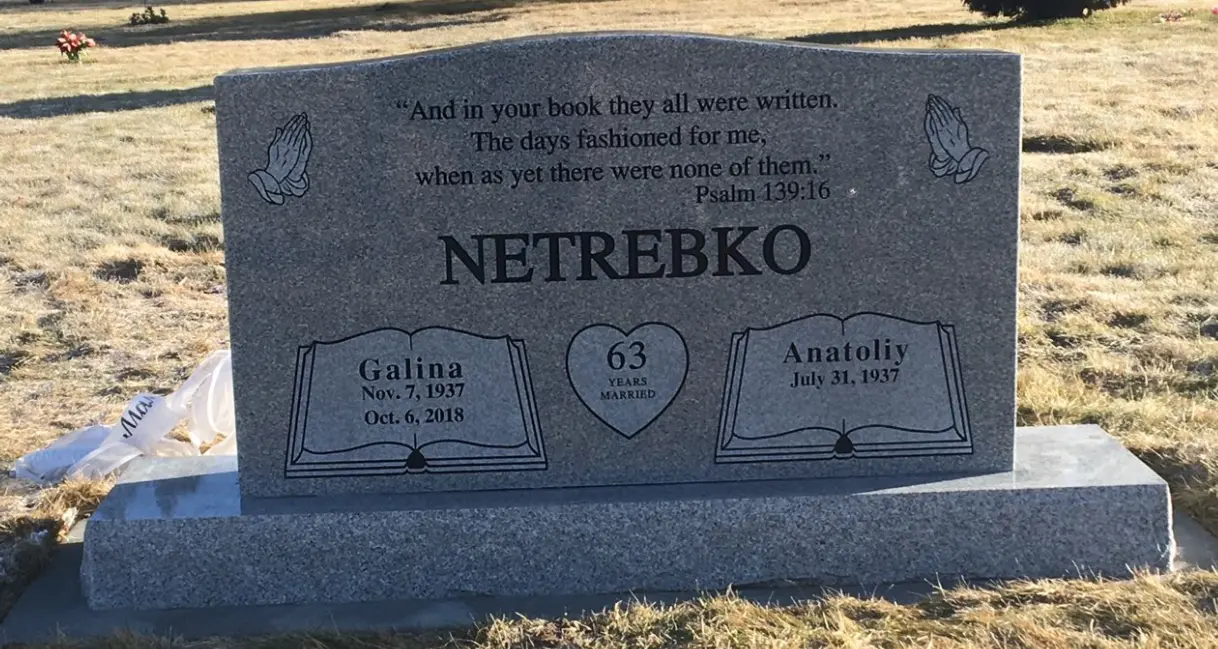 “And in your book they all were written.
The days fashioned for me,
when as yet there were none of them.”
Psalm 139:16
NETREBKO
Galina
Nov. 7, 1937
Oct. 6, 2018
63
YEARS
MARRIED
Anatoliy
July 31, 1937